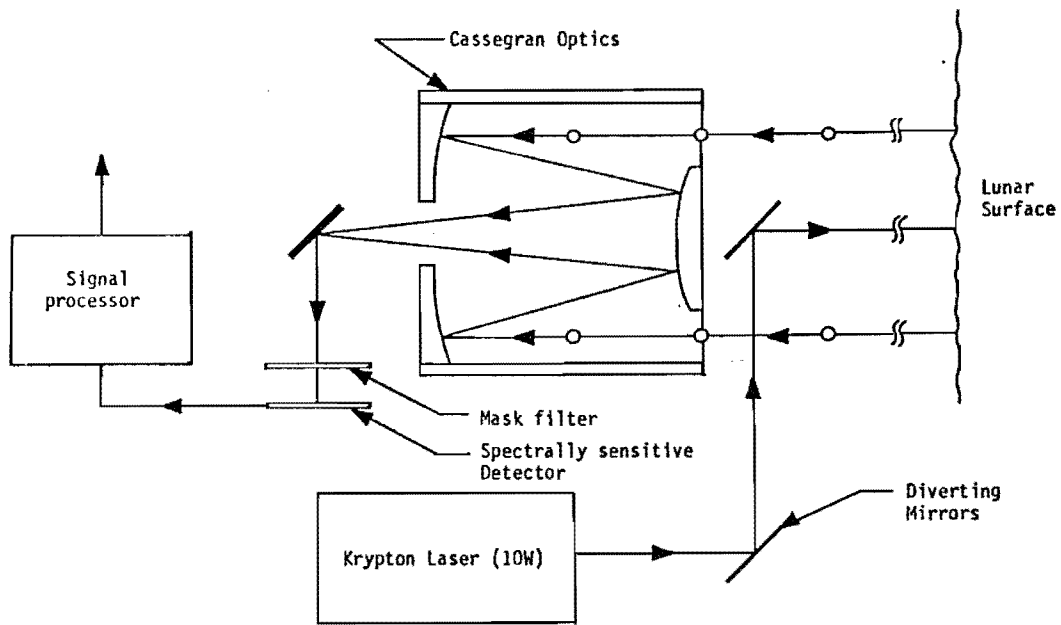 Cassegran Optics
Lunar
Surface
Signal
processor
Mask filter
Spectrally sensitive
Detector
Diverting
Mirrors
Krypton Laser (10W)